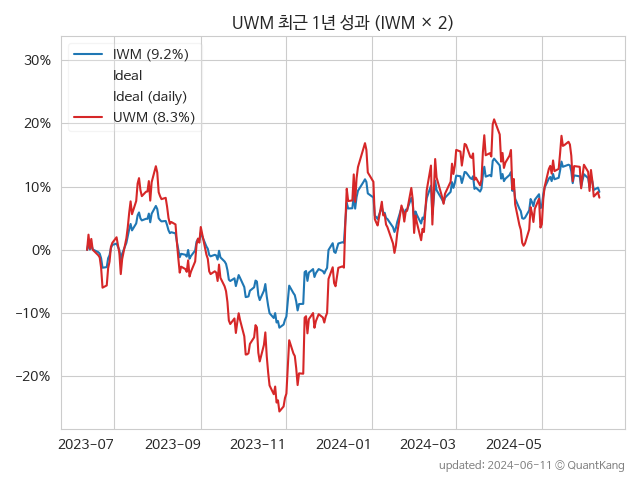 UWM 최근 1년 성과 (IWM × 2)
IWM (9.2%)
Ideal
Ideal (daily)
UWM (8.3%)
30%
20%
10%
0%
−10%
−20%
2023-07
2023-09
2023-11
2024-01
2024-03
2024-05
updated: 2024-06-11 © QuantKang